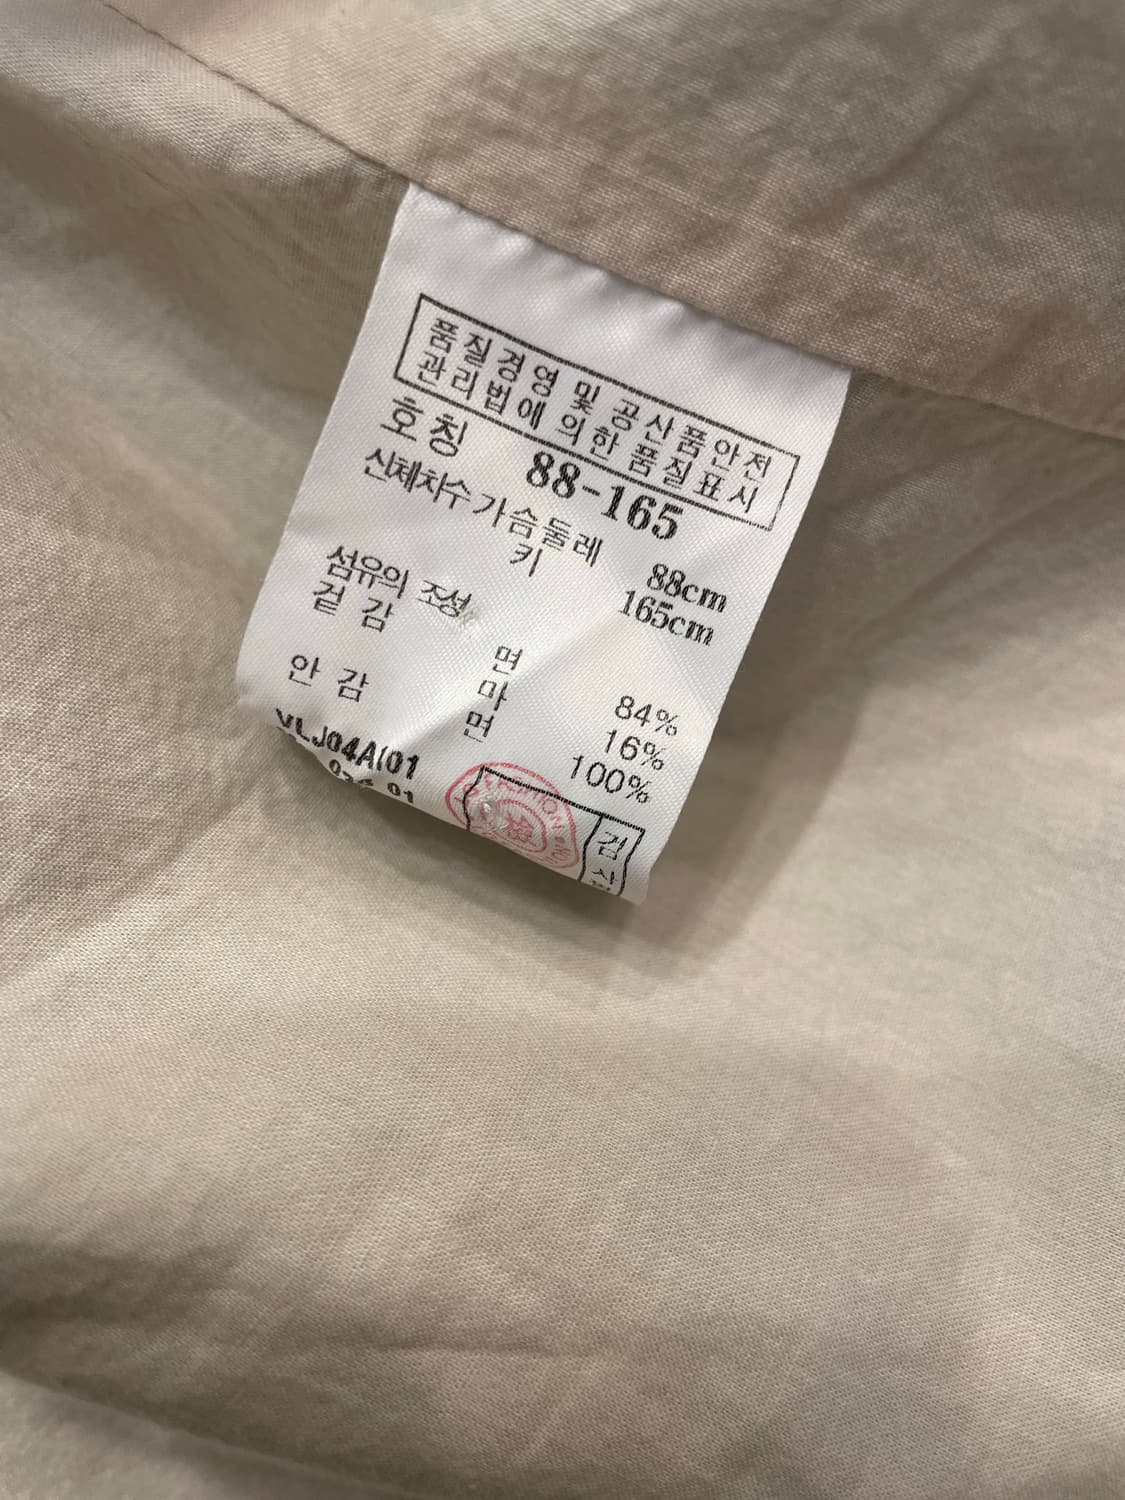 품질경영 및 공산품안전
관리법에 의한 품질표시
호칭 88-165
신체치수 가슴둘레 88cm
키 165cm
섬유의 조성
겉감 면 84%
마 16%
안감 면 100%
검사